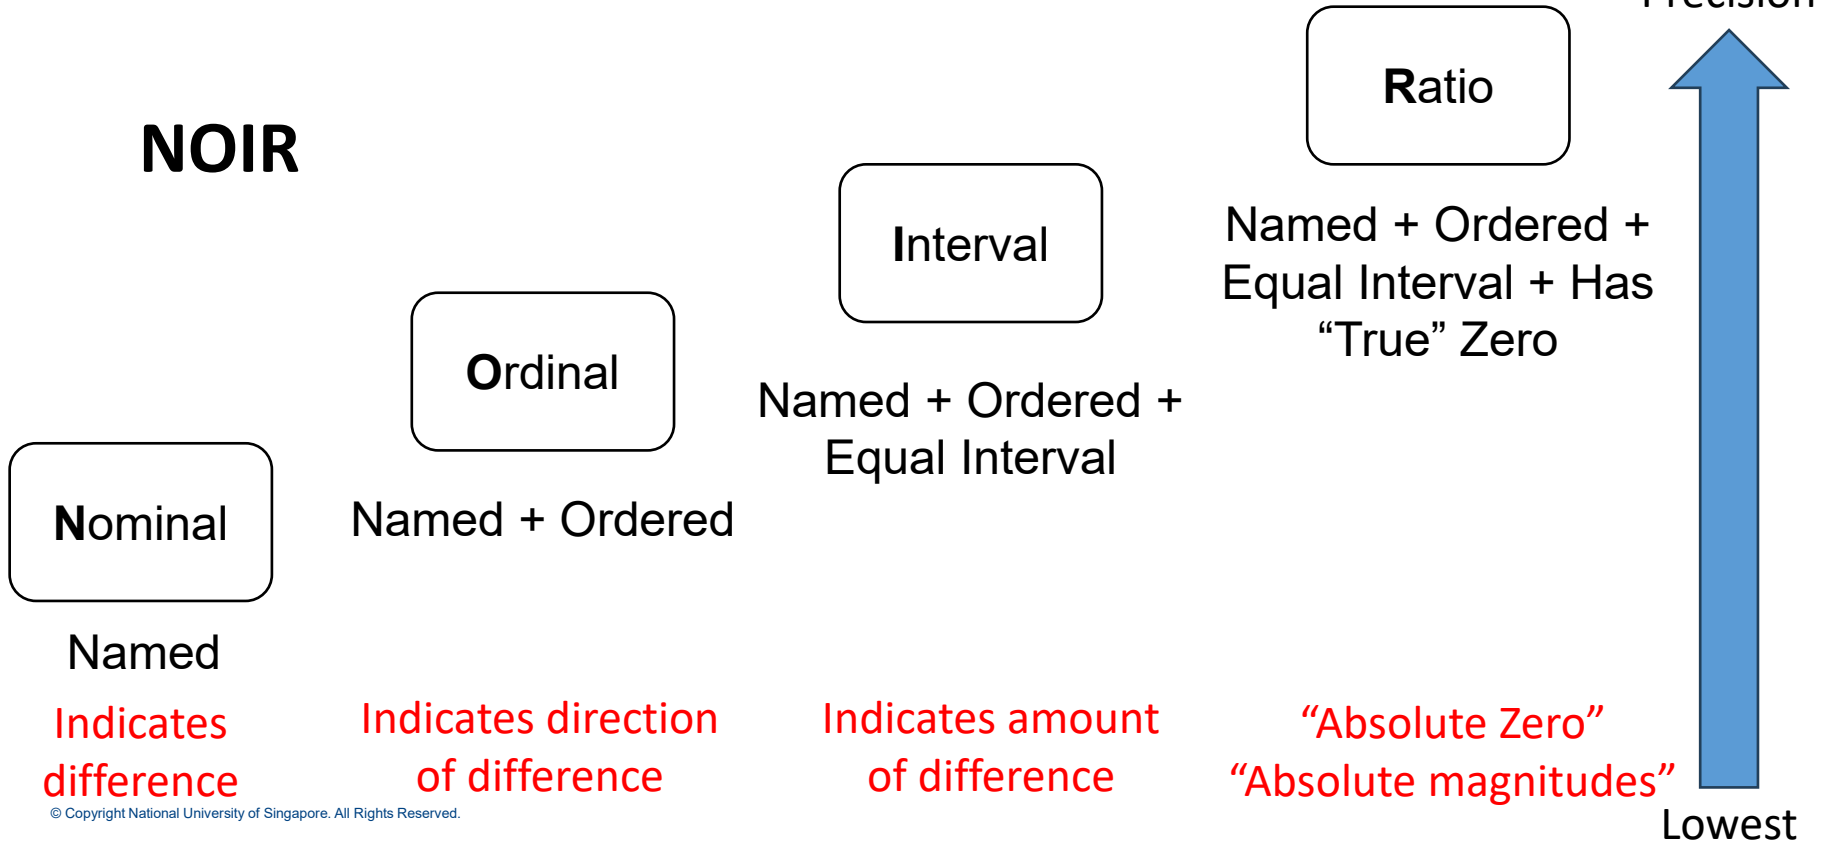 Precision
NOIR
Ratio
Named + Ordered +
Equal Interval + Has
“True” Zero
Interval
Named + Ordered +
Equal Interval
Ordinal
Named + Ordered
Nominal
Named
Indicates
difference
Indicates direction
of difference
Indicates amount
of difference
“Absolute Zero”
“Absolute magnitudes”
Lowest
© Copyright National University of Singapore. All Rights Reserved.